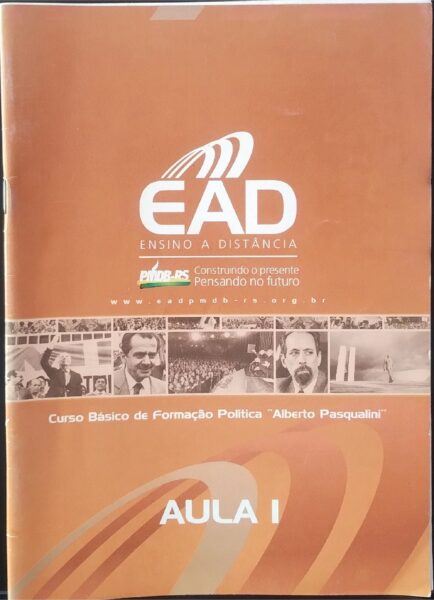 EAD
ENSINO A DISTÂNCIA
PMDB-RS
Construindo o presente
Pensando no futuro
www.eadpmdb-rs.org.br
Curso Básico de Formação Política "Alberto Pasqualini"
AULA I